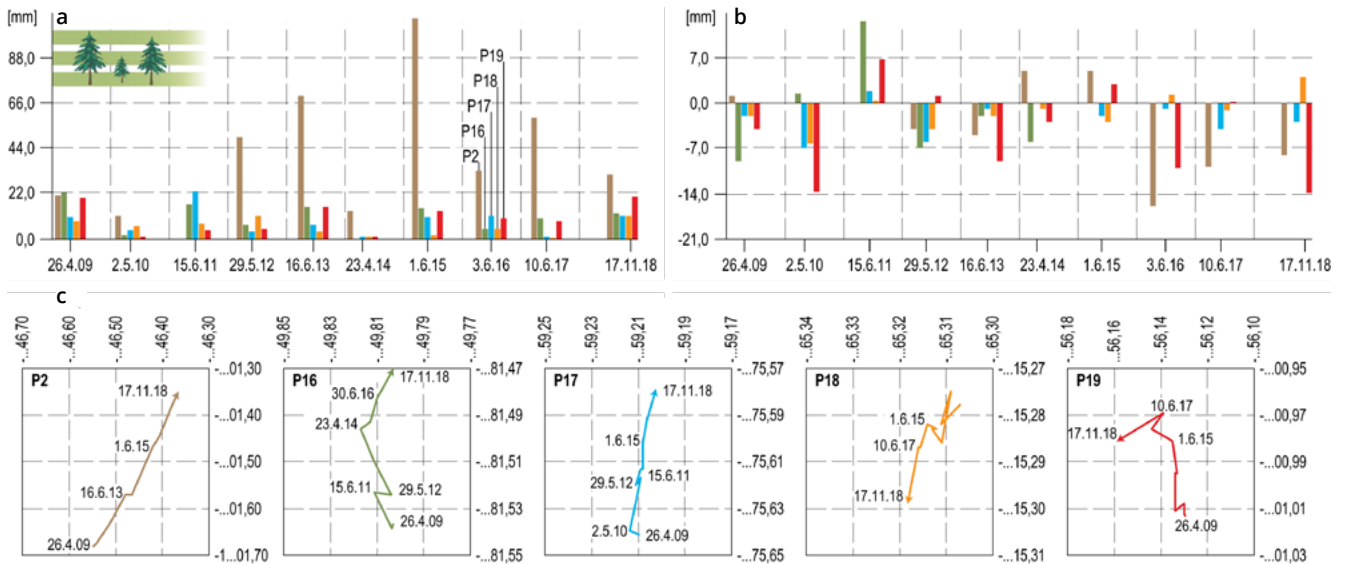 [mm]
a
88,0
66,0
44,0
22,0
0,0
P19
P18
P17
P16
P2
26.4.09 2.5.10 15.6.11 29.5.12 16.6.13 23.4.14 1.6.15 3.6.16 10.6.17 17.11.18
[mm]
b
7,0
0,0
-7,0
-14,0
-21,0
26.4.09 2.5.10 15.6.11 29.5.12 16.6.13 23.4.14 1.6.15 3.6.16 10.6.17 17.11.18
c
...46,70 ...46,60 ...46,50 ...46,40 ...46,30
P2
17.11.18
1.6.15
16.6.13
26.4.09
-...01,30
-...01,40
-...01,50
-...01,60
-1...01,70
...49,85 ...49,83 ...49,81 ...49,79 ...49,77
P16
17.11.18
30.6.16
23.4.14
15.6.11
29.5.12
26.4.09
-...81,47
-...81,49
-...81,51
-...81,53
-...81,55
...59,25 ...59,23 ...59,21 ...59,19 ...59,17
P17
17.11.18
1.6.15
15.6.11
29.5.12
2.5.10
26.4.09
-...75,57
-...75,59
-...75,61
-...75,63
-...75,65
...65,34 ...65,33 ...65,32 ...65,31 ...65,30
P18
1.6.15
10.6.17
17.11.18
-...15,27
-...15,28
-...15,29
-...15,30
-...15,31
...56,18 ...56,16 ...56,14 ...56,12 ...56,10
P19
10.6.17
17.11.18
1.6.15
26.4.09
-...00,95
-...00,97
-...00,99
-...01,01
-...01,03